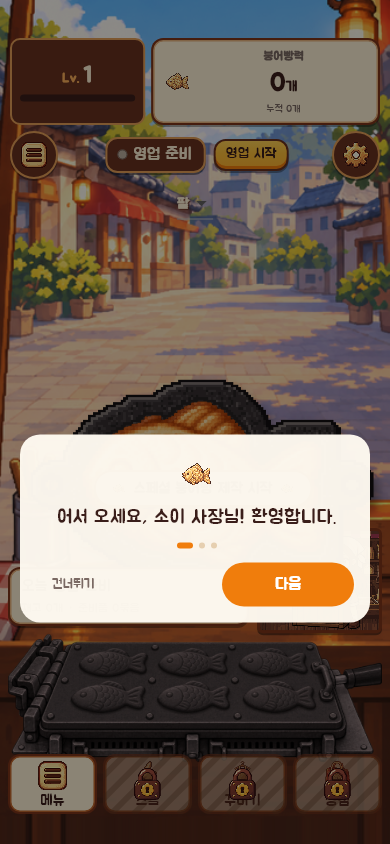 Lv.1
붕어빵력
0개
누적 0개
영업 준비
영업 시작
팥
어서 오세요, 소이 사장님! 환영합니다.
건너뛰기
다음
메뉴